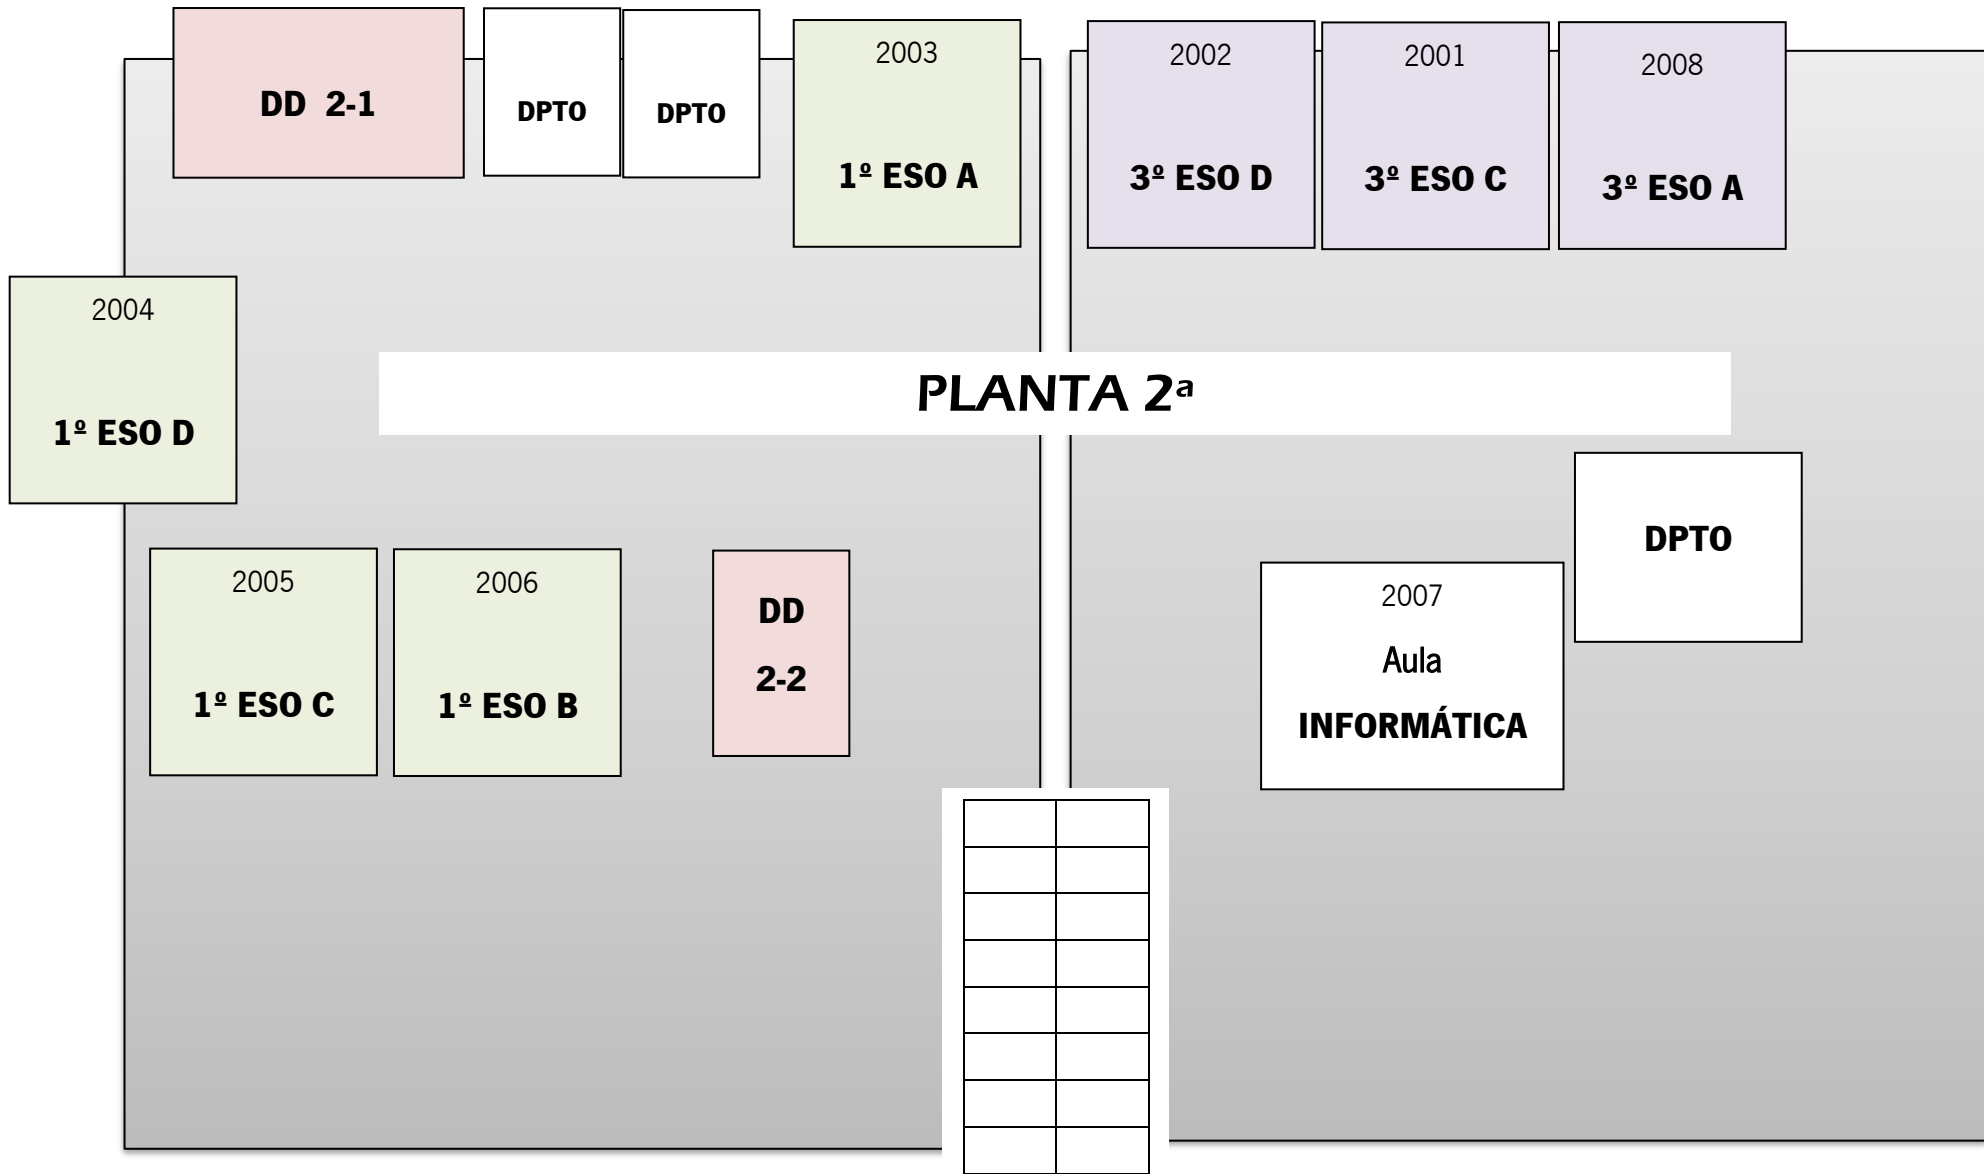 DD 2-1
DPTO
DPTO
2003
1º ESO A
2002
3º ESO D
2001
3º ESO C
2008
3º ESO A
2004
1º ESO D
PLANTA 2ª
DPTO
2005
1º ESO C
2006
1º ESO B
DD
2-2
2007
Aula
INFORMÁTICA